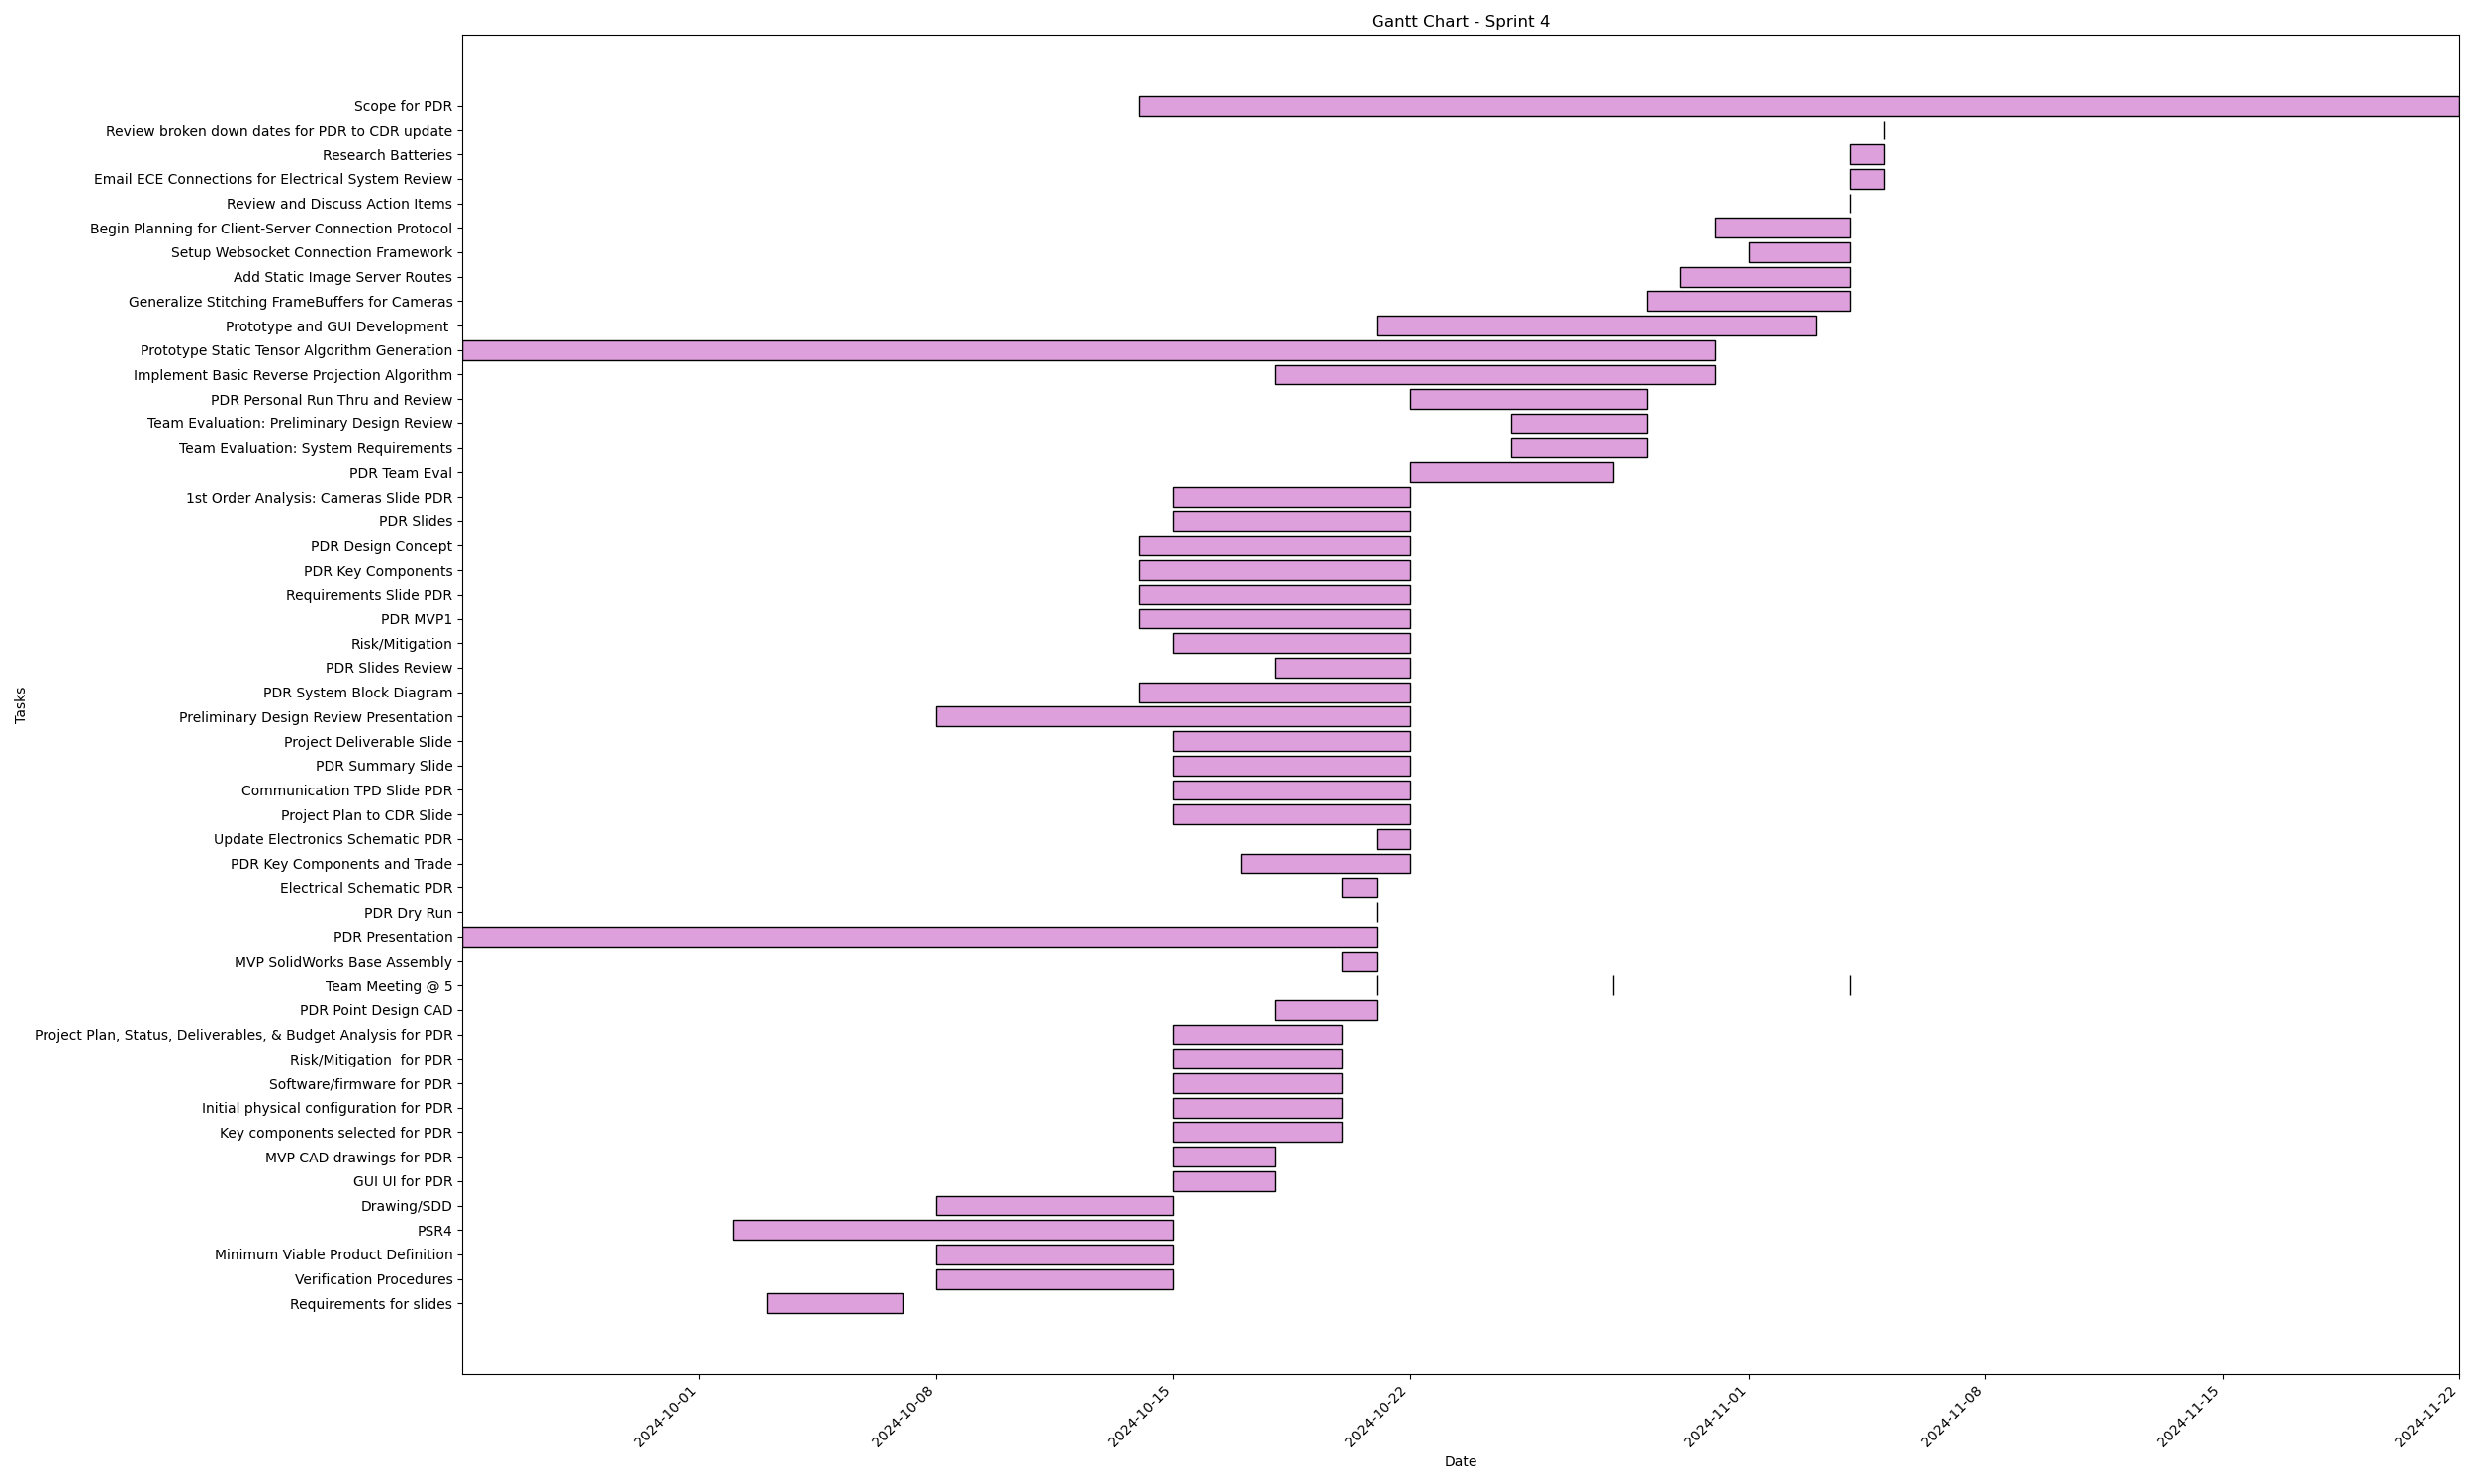 Gantt Chart - Sprint 4
Scope for PDR
Review broken down dates for PDR to CDR update
Research Batteries
Email ECE Connections for Electrical System Review
Review and Discuss Action Items
Begin Planning for Client-Server Connection Protocol
Setup Websocket Connection Framework
Add Static Image Server Routes
Generalize Stitching FrameBuffers for Cameras
Prototype and GUI Development
Prototype Static Tensor Algorithm Generation
Implement Basic Reverse Projection Algorithm
PDR Personal Run Thru and Review
Team Evaluation: Preliminary Design Review
Team Evaluation: System Requirements
PDR Team Eval
1st Order Analysis: Cameras Slide PDR
PDR Slides
PDR Design Concept
PDR Key Components
Requirements Slide PDR
PDR MVP1
Risk/Mitigation
PDR Slides Review
PDR System Block Diagram
Preliminary Design Review Presentation
Project Deliverable Slide
PDR Summary Slide
Communication TPD Slide PDR
Project Plan to CDR Slide
Update Electronics Schematic PDR
PDR Key Components and Trade
Electrical Schematic PDR
PDR Dry Run
PDR Presentation
MVP SolidWorks Base Assembly
Team Meeting @ 5
PDR Point Design CAD
Project Plan, Status, Deliverables, & Budget Analysis for PDR
Risk/Mitigation  for PDR
Software/firmware for PDR
Initial physical configuration for PDR
Key components selected for PDR
MVP CAD drawings for PDR
GUI UI for PDR
Drawing/SDD
PSR4
Minimum Viable Product Definition
Verification Procedures
Requirements for slides
Tasks
2024-10-01
2024-10-08
2024-10-15
2024-10-22
2024-11-01
2024-11-08
2024-11-15
2024-11-22
Date